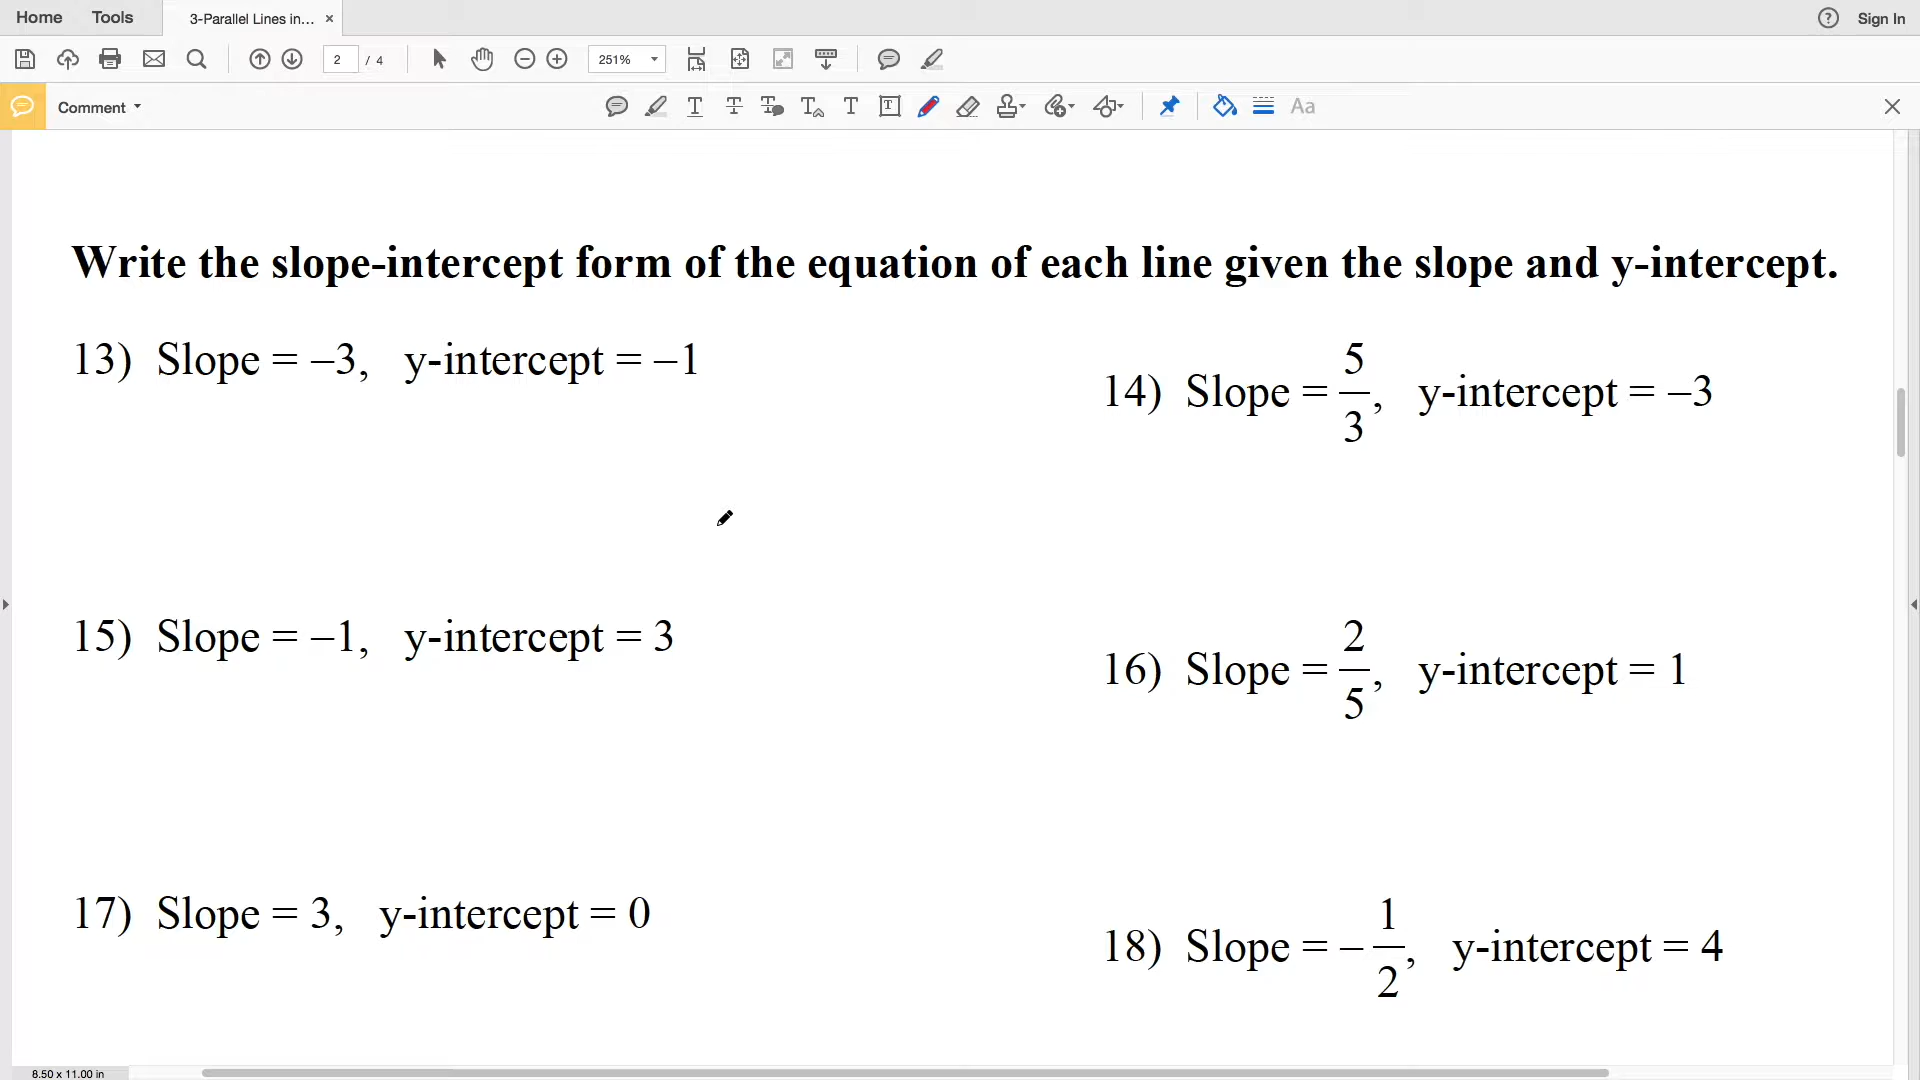 Home Tools 3-Parallel Lines in... × ? Sign In
2 / 4 251%
Comment T T T T T T Aa
Write the slope-intercept form of the equation of each line given the slope and y-intercept.
13) Slope = –3, y-intercept = –1
14) Slope = 5/3, y-intercept = –3
15) Slope = –1, y-intercept = 3
16) Slope = 2/5, y-intercept = 1
17) Slope = 3, y-intercept = 0
18) Slope = – 1/2, y-intercept = 4
8.50 x 11.00 in